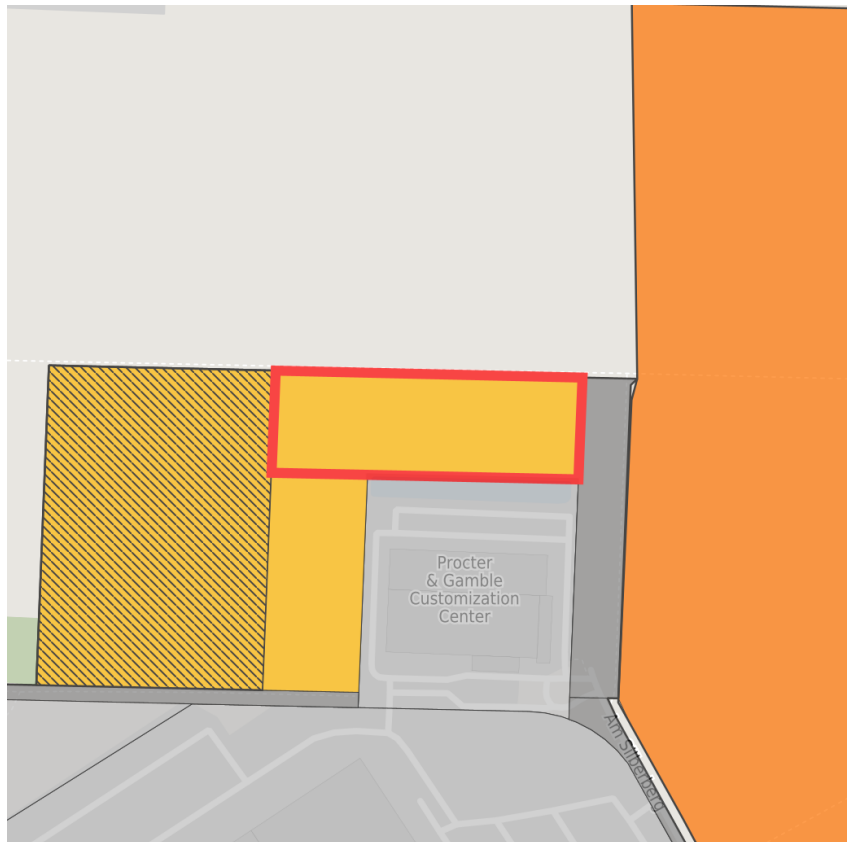 Procter
& Gamble
Customization
Center
Am Silberberg